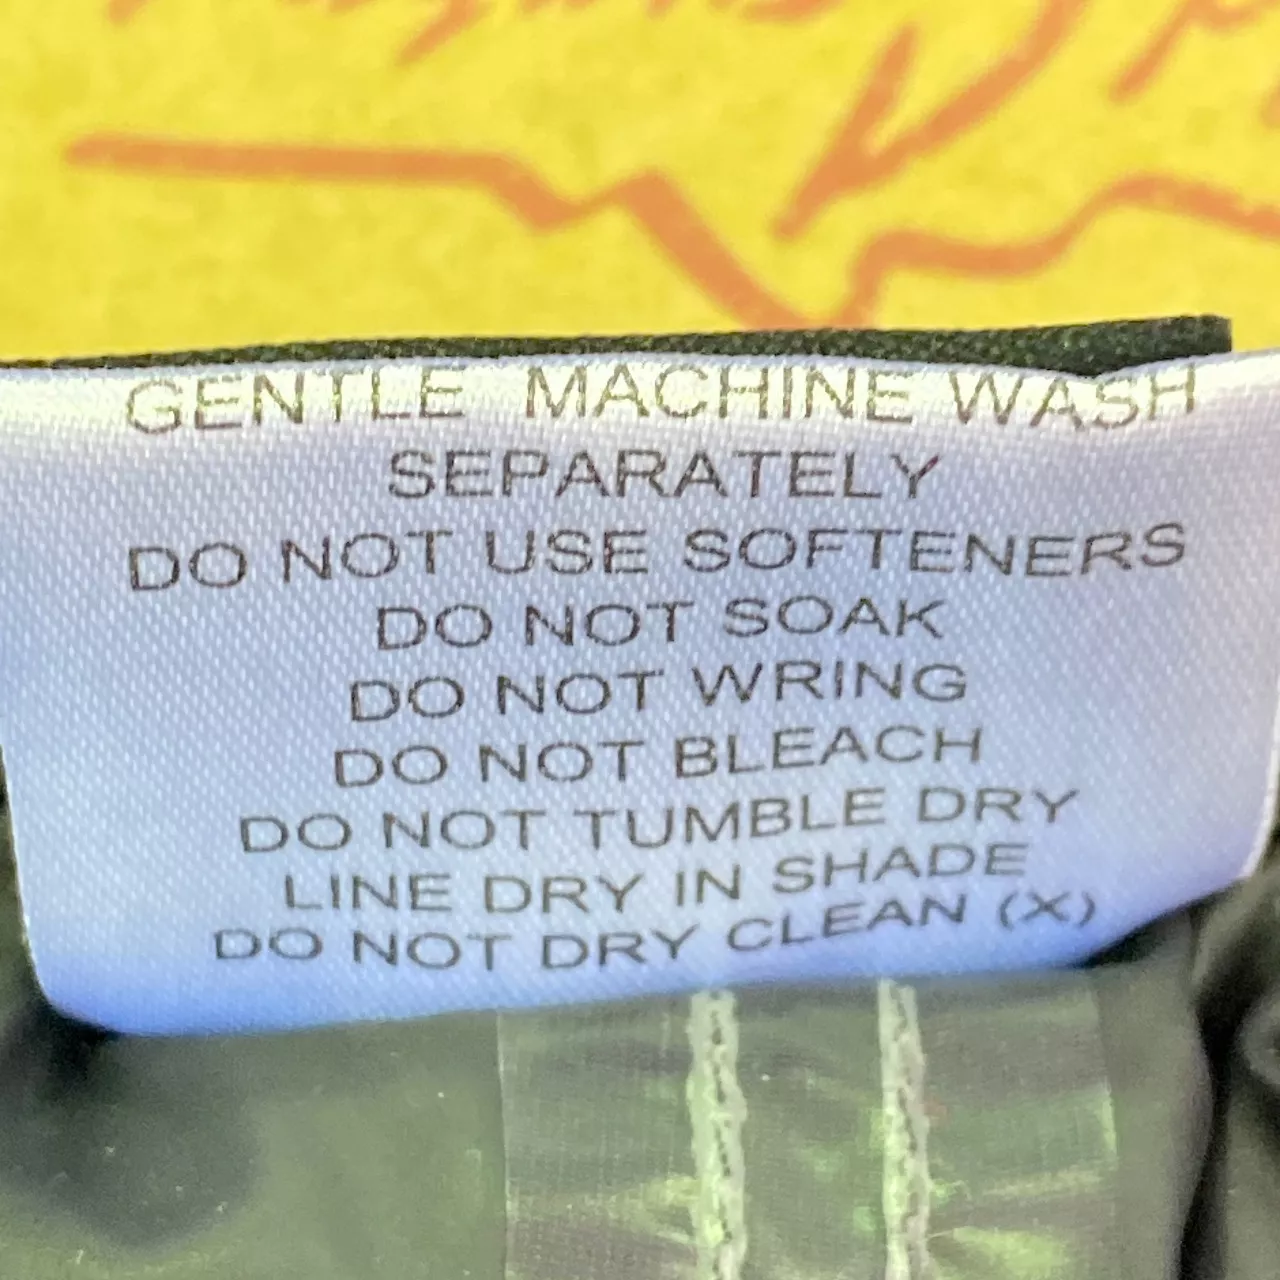 GENTLE MACHINE WASH
SEPARATELY
DO NOT USE SOFTENERS
DO NOT SOAK
DO NOT WRING
DO NOT BLEACH
DO NOT TUMBLE DRY
LINE DRY IN SHADE
DO NOT DRY CLEAN (X)